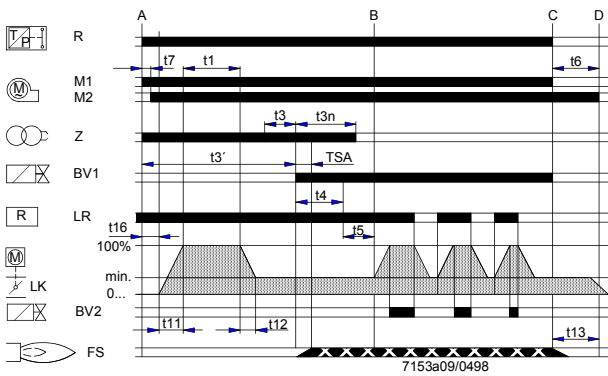 A B C D
T P R
t7 t1 t6
M M1
M2
t3 t3n
Z
t3´ TSA
BV1
t4
R LR
t16 t5
100%
M
min.
LK
0...
BV2
t11 t12 t13
FS
7153a09/0498